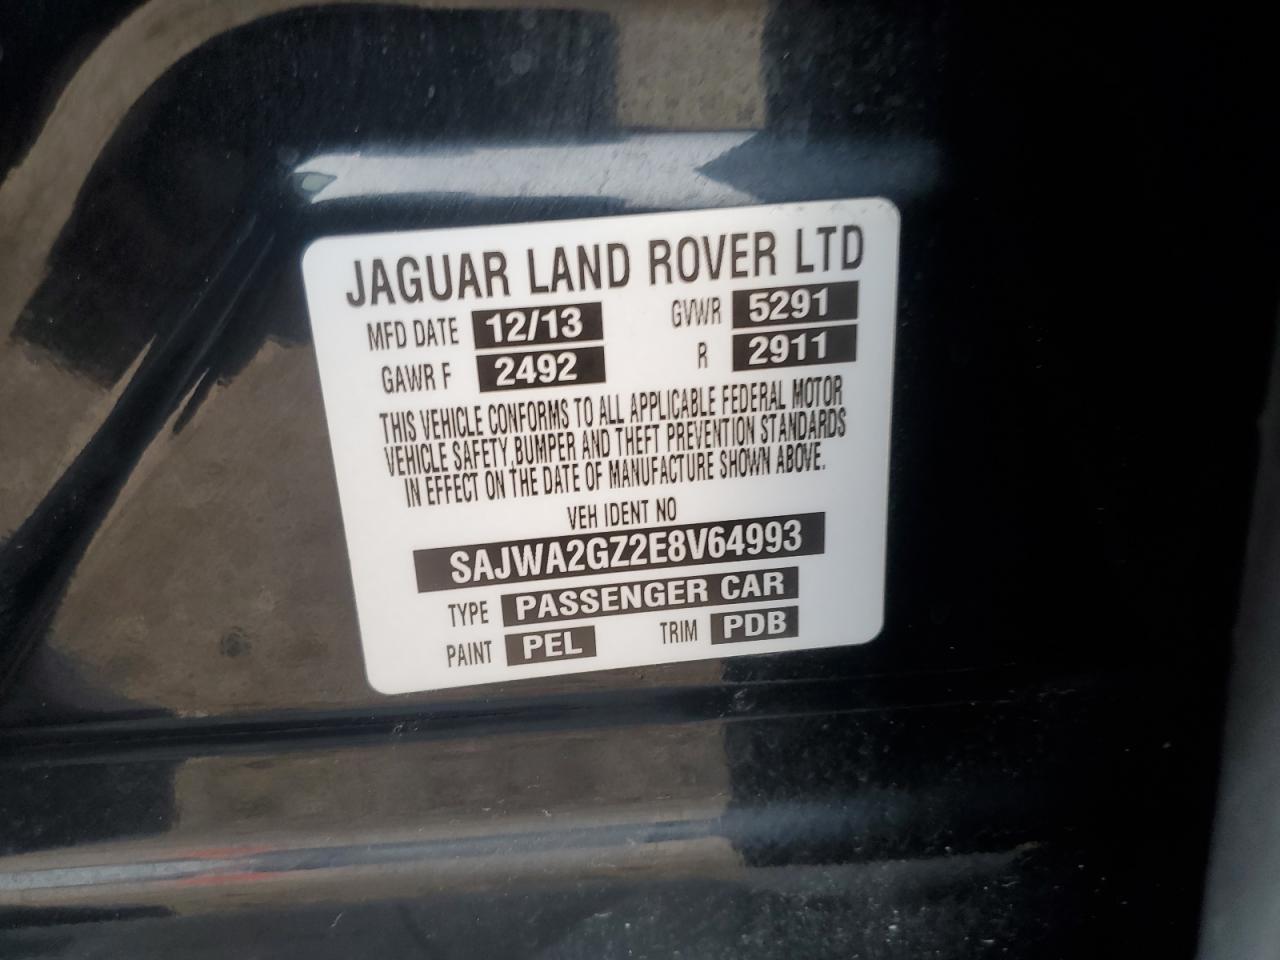 JAGUAR LAND ROVER LTD
MFD DATE 12/13 GVWR 5291
GAWR F 2492 R 2911
THIS VEHICLE CONFORMS TO ALL APPLICABLE FEDERAL MOTOR
VEHICLE SAFETY,BUMPER AND THEFT PREVENTION STANDARDS
IN EFFECT ON THE DATE OF MANUFACTURE SHOWN ABOVE.
VEH IDENT NO
SAJWA2GZ2E8V64993
TYPE PASSENGER CAR
PAINT PEL TRIM PDB